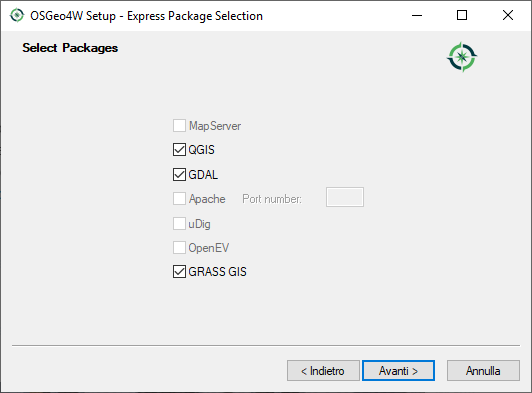 OSGeo4W Setup - Express Package Selection
Select Packages
MapServer
QGIS
GDAL
Apache Port number:
uDig
OpenEV
GRASS GIS
< Indietro Avanti > Annulla